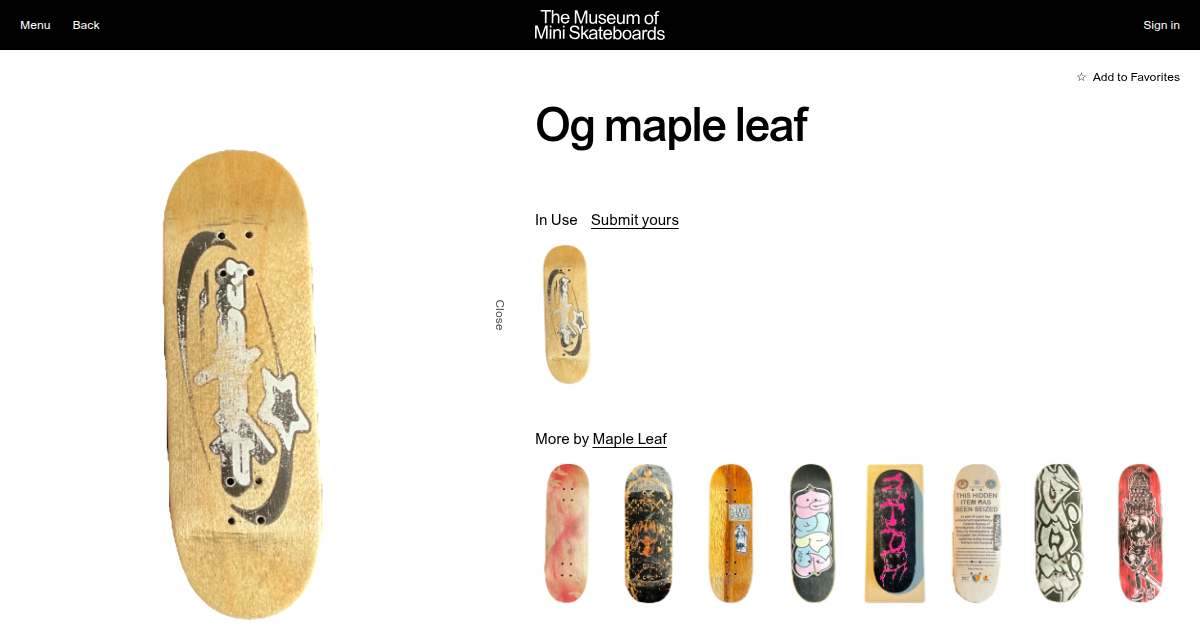 Menu
Back
The Museum of
Mini Skateboards
Sign in
☆ Add to Favorites
Og maple leaf
In Use
Submit yours
Close
More by Maple Leaf
THIS HIDDEN
ITEM HAS
BEEN SEIZED